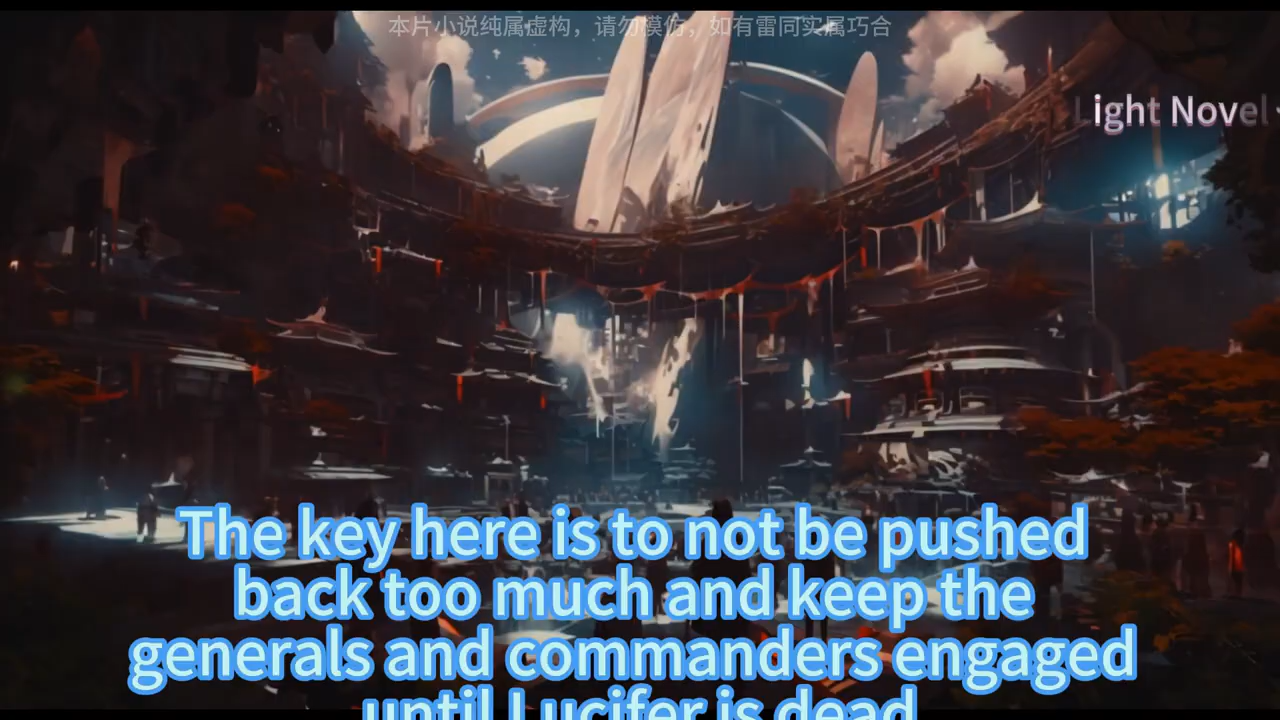 本片小说纯属虚构，请勿模仿，如有雷同实属巧合
Light Novel
The key here is to not be pushed
back too much and keep the
generals and commanders engaged
until Lucifer is dead